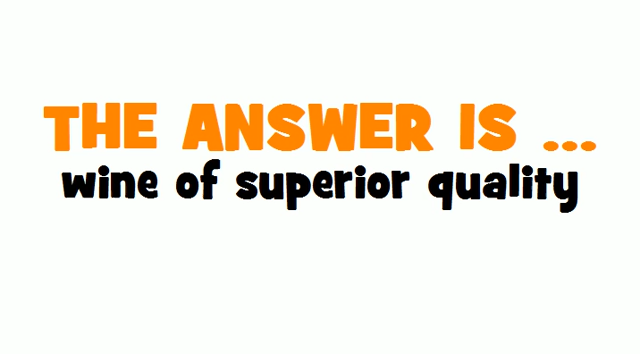 THE ANSWER IS ...
wine of superior quality